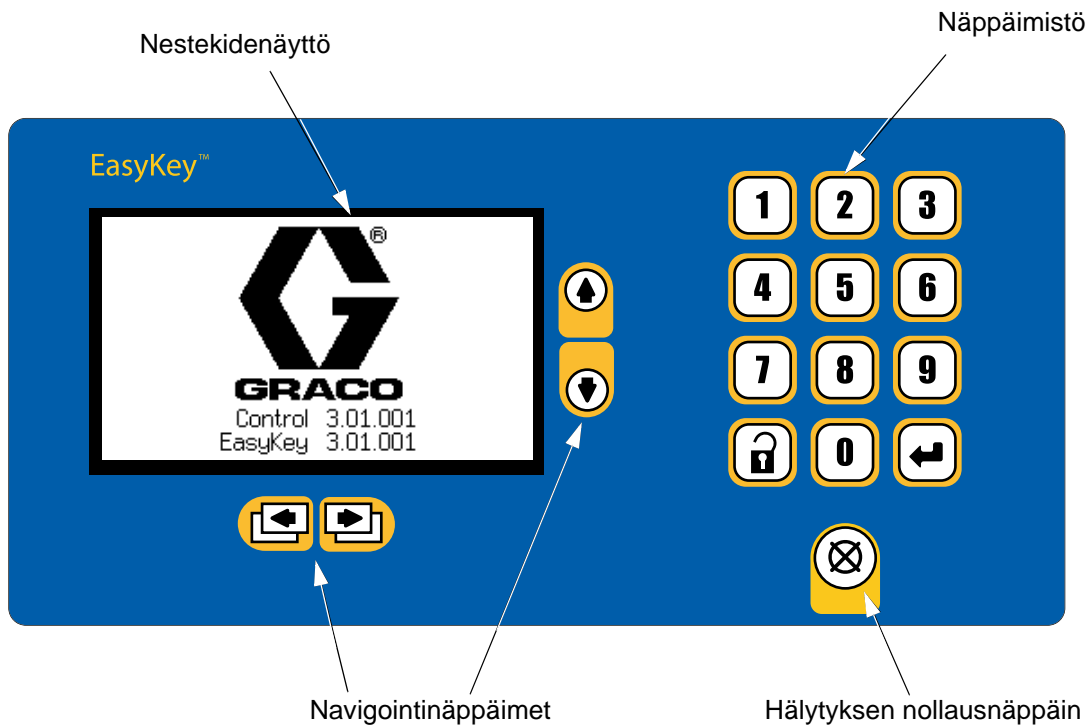 Nestekidenäyttö
Näppäimistö
EasyKey™
®
GRACO
Control 3.01.001
EasyKey 3.01.001
1 2 3
4 5 6
7 8 9
0
Navigointinäppäimet
Hälytyksen nollausnäppäin